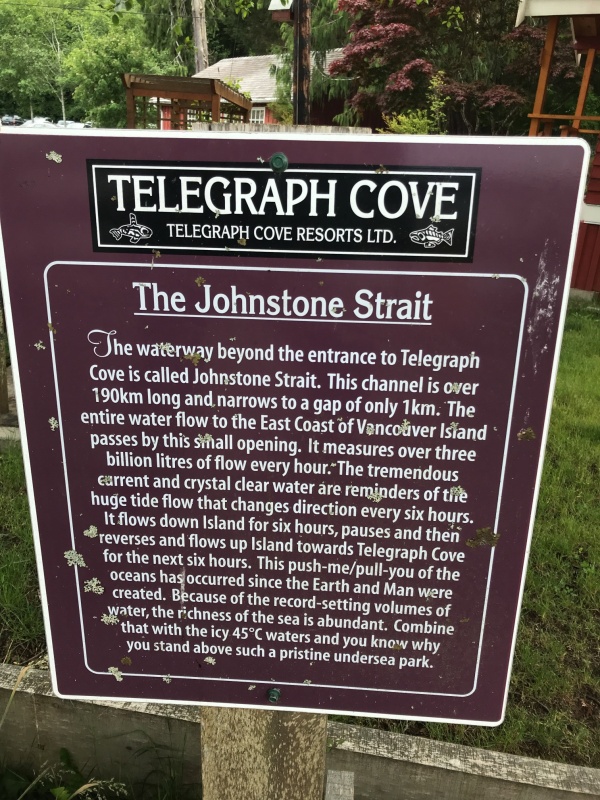 TELEGRAPH COVE
TELEGRAPH COVE RESORTS LTD.
The Johnstone Strait
The waterway beyond the entrance to Telegraph
Cove is called Johnstone Strait. This channel is over
190km long and narrows to a gap of only 1km. The
entire water flow to the East Coast of Vancouver Island
passes by this small opening. It measures over three
billion litres of flow every hour. The tremendous
current and crystal clear water are reminders of the
huge tide flow that changes direction every six hours.
It flows down Island for six hours, pauses and then
reverses and flows up Island towards Telegraph Cove
for the next six hours. This push-me/pull-you of the
oceans has occurred since the Earth and Man were
created. Because of the record-setting volumes of
water, the richness of the sea is abundant. Combine
that with the icy 45°C waters and you know why
you stand above such a pristine undersea park.